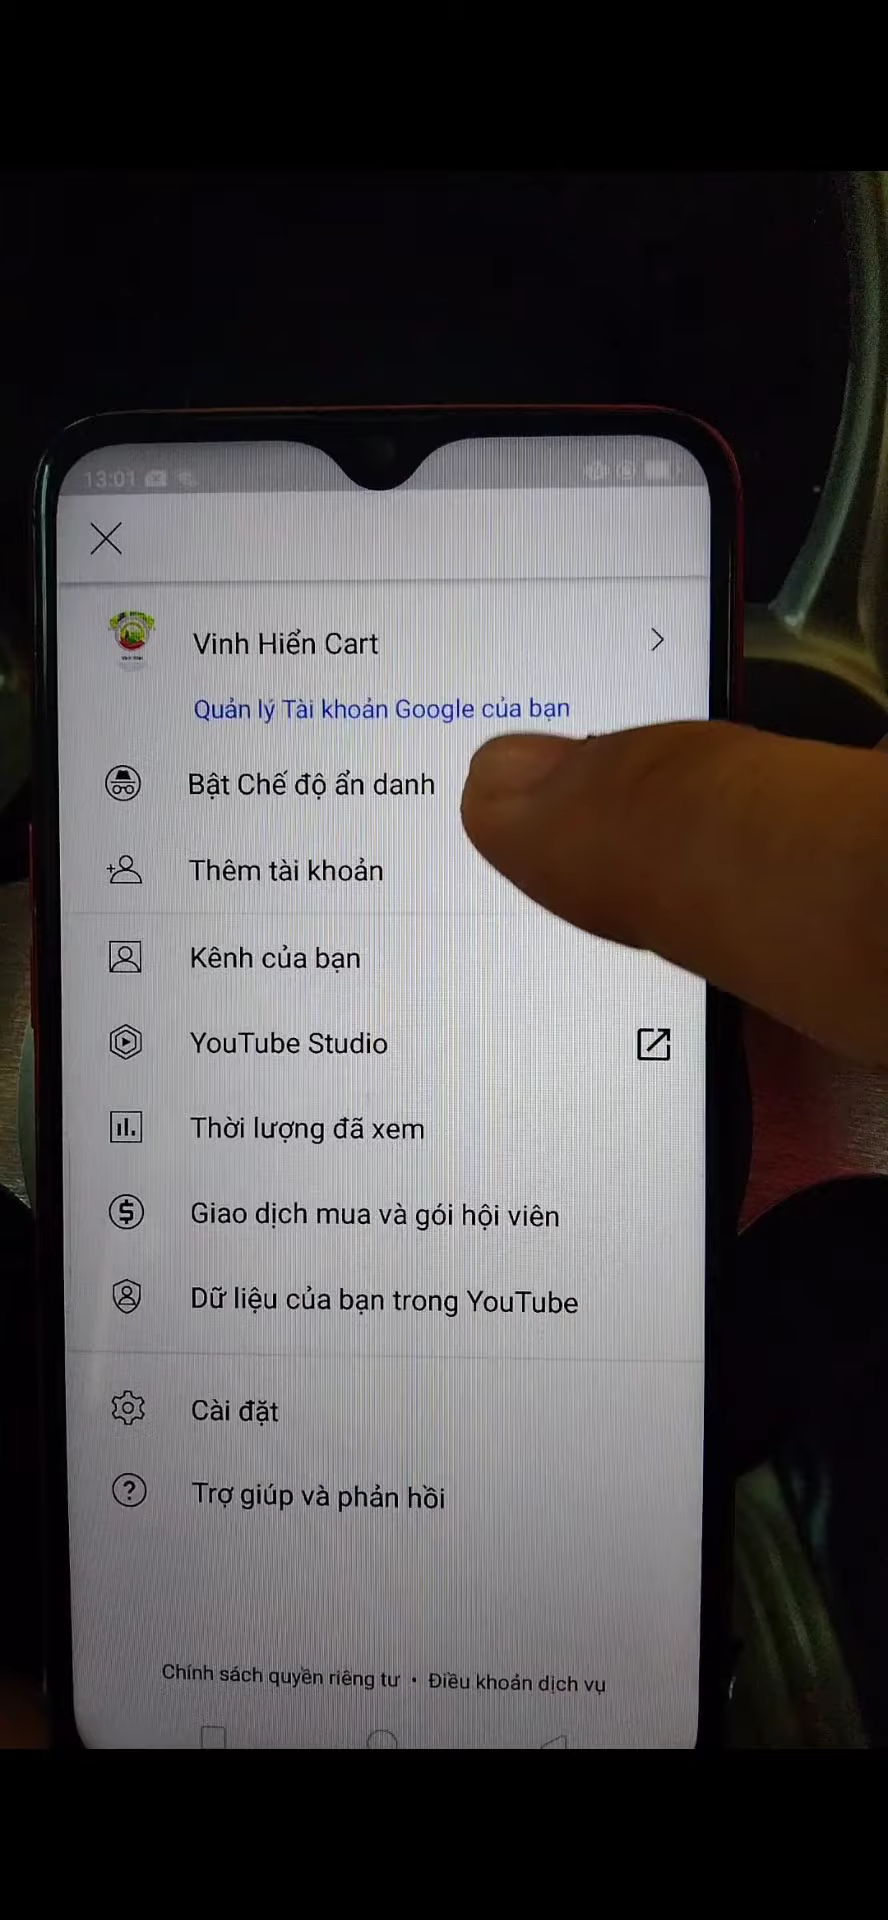 13:01
Vinh Hiển Cart
Quản lý Tài khoản Google của bạn
Bật Chế độ ẩn danh
Thêm tài khoản
Kênh của bạn
YouTube Studio
Thời lượng đã xem
Giao dịch mua và gói hội viên
Dữ liệu của bạn trong YouTube
Cài đặt
Trợ giúp và phản hồi
Chính sách quyền riêng tư • Điều khoản dịch vụ